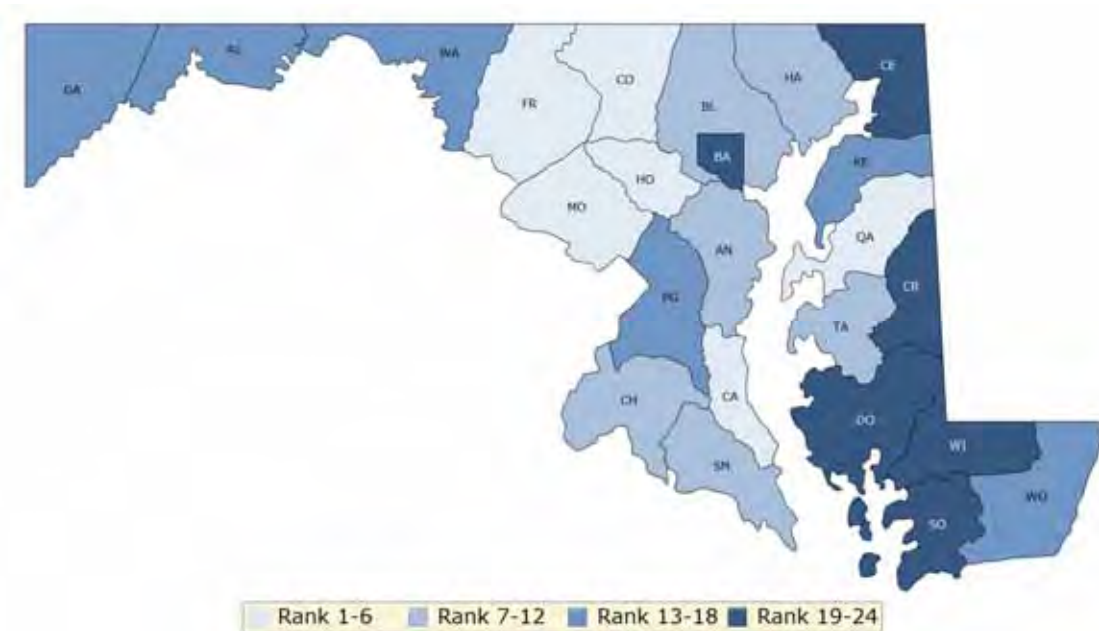 GA
AL
WA
FR
CO
BL
HA
CE
BA
KE
HO
MO
QA
AN
CR
PG
TA
CH
CA
DO
SM
WI
WO
SO
Rank 1-6 Rank 7-12 Rank 13-18 Rank 19-24